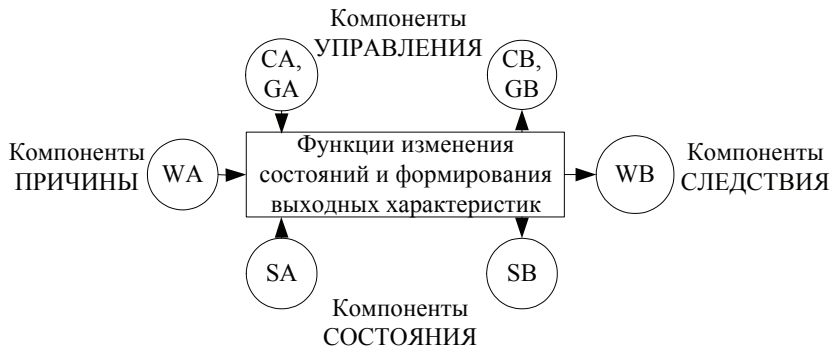 Компоненты
УПРАВЛЕНИЯ
CA,
GA
CB,
GB
Компоненты
ПРИЧИНЫ
WA
Функции изменения
состояний и формирования
выходных характеристик
WB
Компоненты
СЛЕДСТВИЯ
SA
SB
Компоненты
СОСТОЯНИЯ